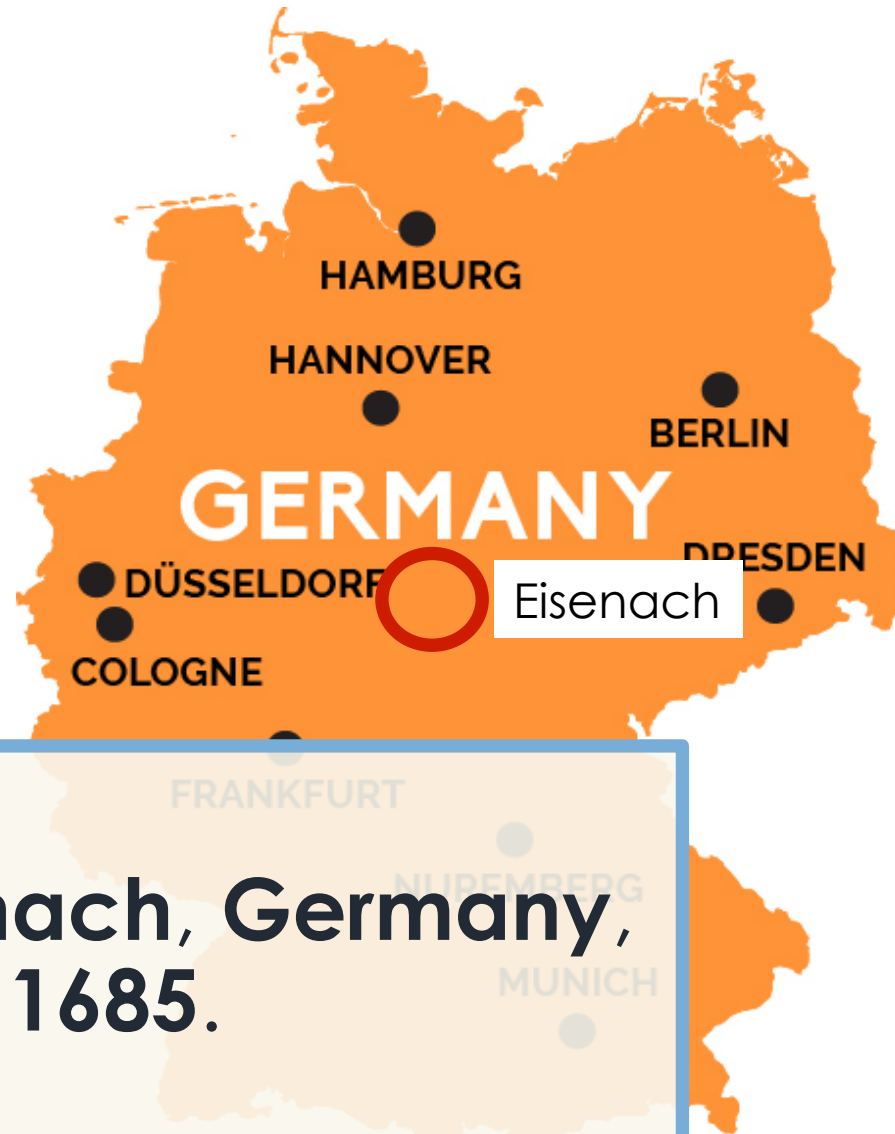 HAMBURG
HANNOVER
BERLIN
GERMANY
DRESDEN
DÜSSELDORF
Eisenach
COLOGNE
FRANKFURT
NUREMBERG
nach, Germany,
MUNICH
1685.